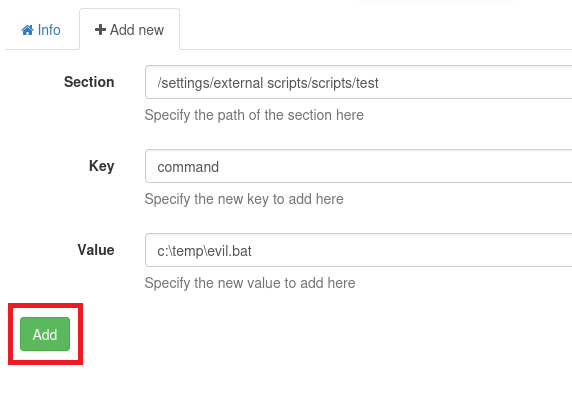 Info
Add new
Section
/settings/external scripts/scripts/test
Specify the path of the section here
Key
command
Specify the new key to add here
Value
c:\temp\evil.bat
Specify the new value to add here
Add